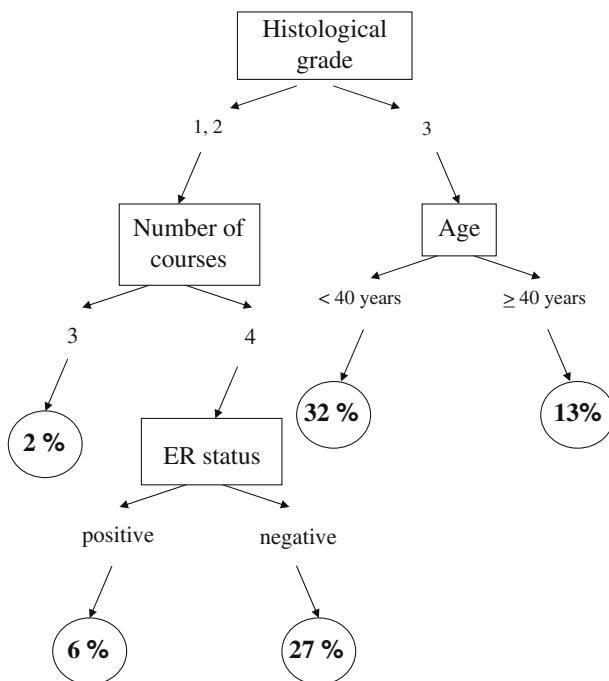 Histological
grade
1, 2
3
Number of
courses
Age
< 40 years
≥ 40 years
3
4
32 %
13%
2 %
ER status
positive
negative
6 %
27 %